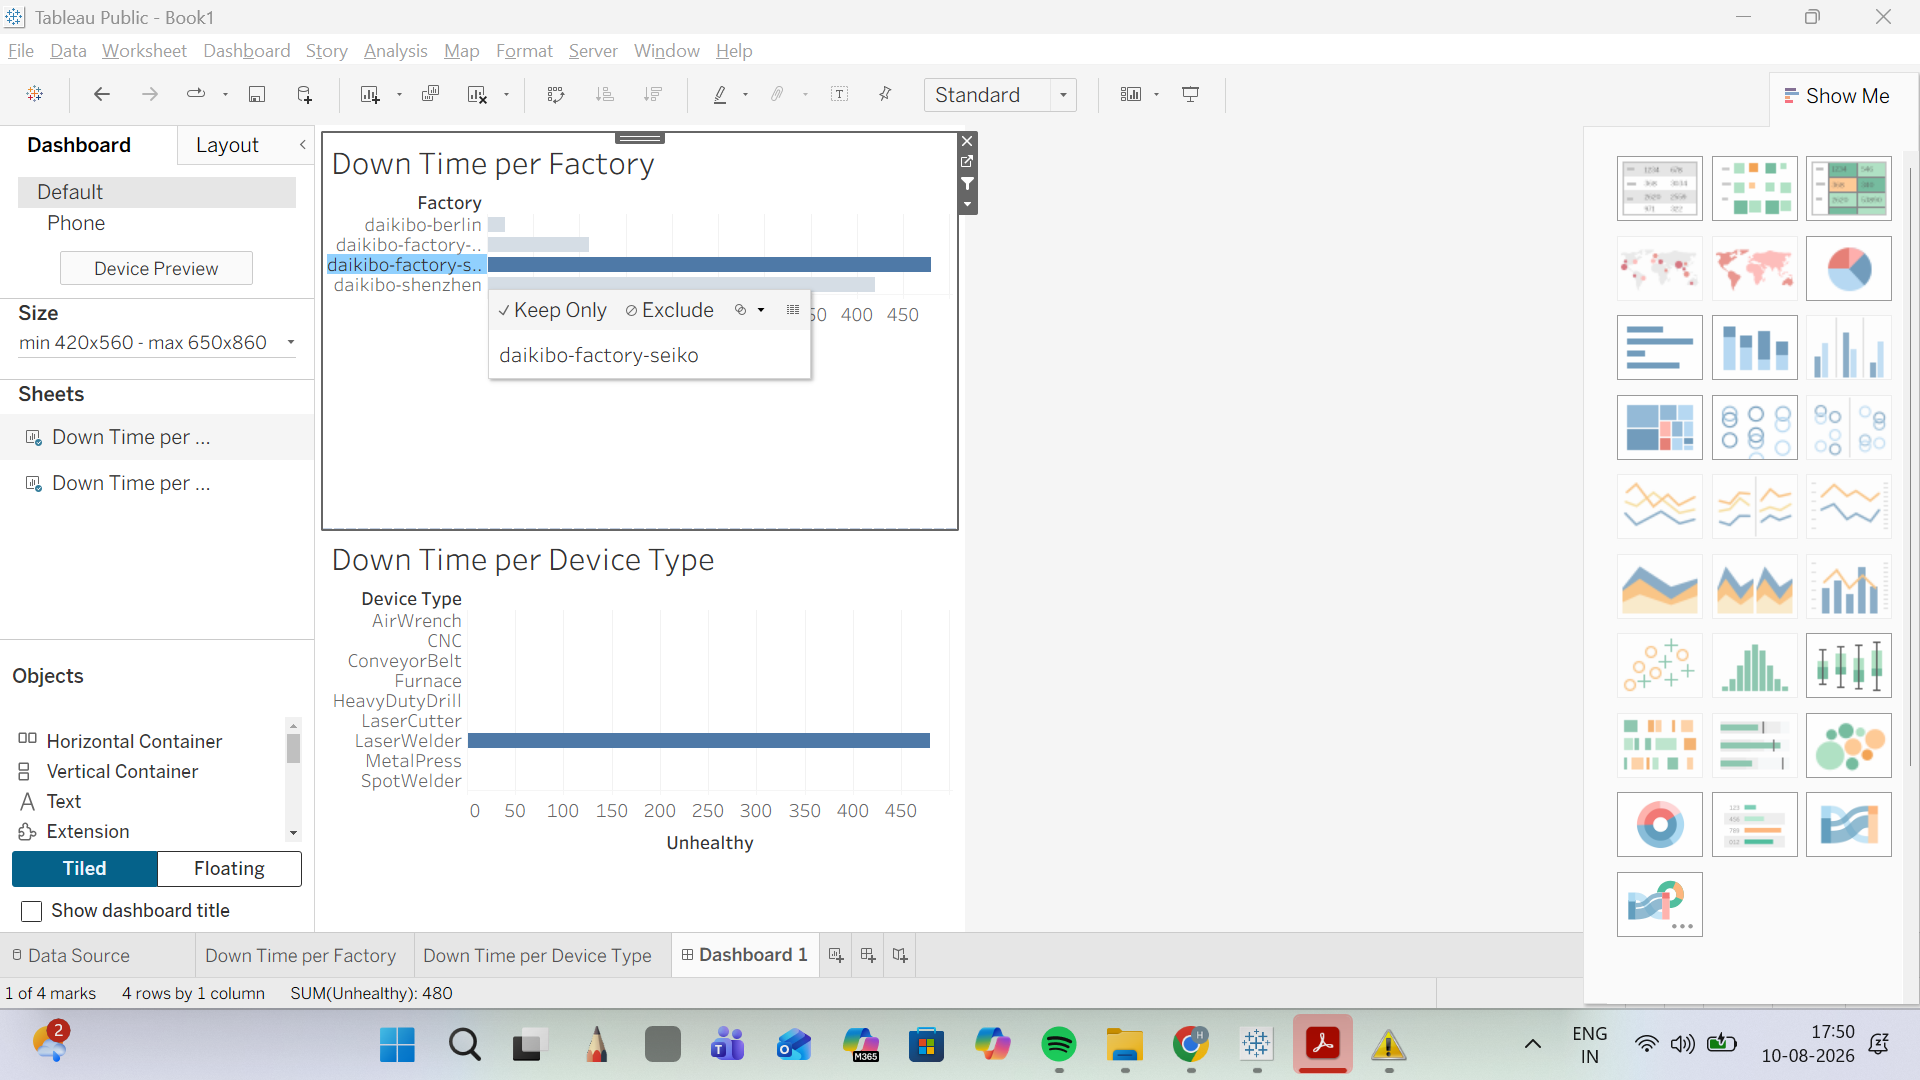 Tableau Public - Book1
File Data Worksheet Dashboard Story Analysis Map Format Server Window Help
Standard
Show Me
Dashboard
Layout
Default
Phone
Device Preview
Size
min 420x560 - max 650x860
Sheets
Down Time per ...
Down Time per ...
Objects
Horizontal Container
Vertical Container
Text
Extension
Tiled
Floating
Show dashboard title
Down Time per Factory
Factory
daikibo-berlin
daikibo-factory-..
daikibo-factory-s..
daikibo-shenzhen
Keep Only
Exclude
50 400 450
daikibo-factory-seiko
Down Time per Device Type
Device Type
AirWrench
CNC
ConveyorBelt
Furnace
HeavyDutyDrill
LaserCutter
LaserWelder
MetalPress
SpotWelder
0 50 100 150 200 250 300 350 400 450
Unhealthy
Data Source
Down Time per Factory
Down Time per Device Type
Dashboard 1
1 of 4 marks 4 rows by 1 column SUM(Unhealthy): 480
2
M365
ENG
IN
17:50
10-08-2026